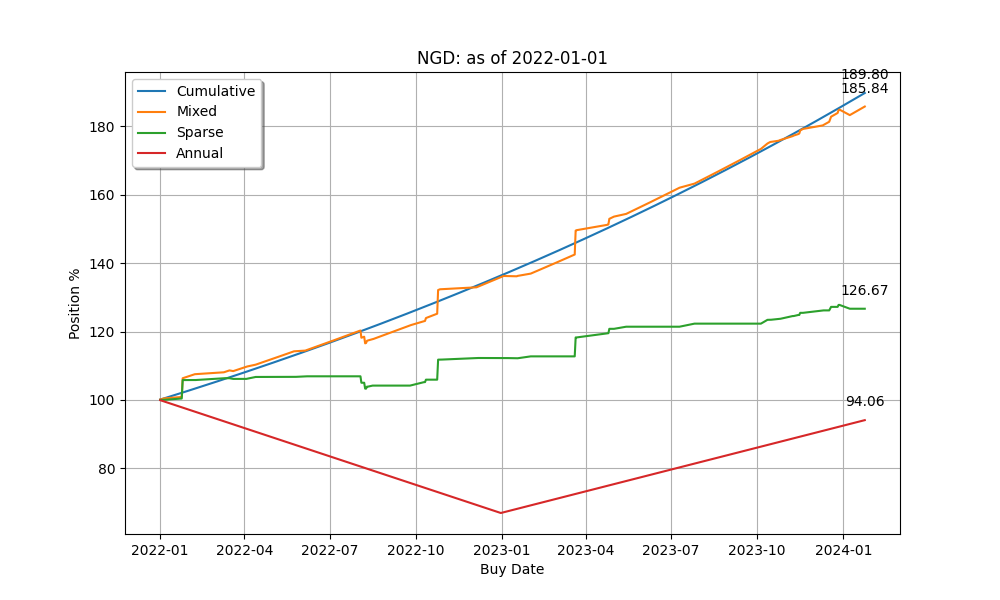 NGD: as of 2022-01-01
Cumulative
Mixed
Sparse
Annual
189.80
185.84
126.67
94.06
180
160
140
120
100
80
Position %
2022-01 2022-04 2022-07 2022-10 2023-01 2023-04 2023-07 2023-10 2024-01
Buy Date